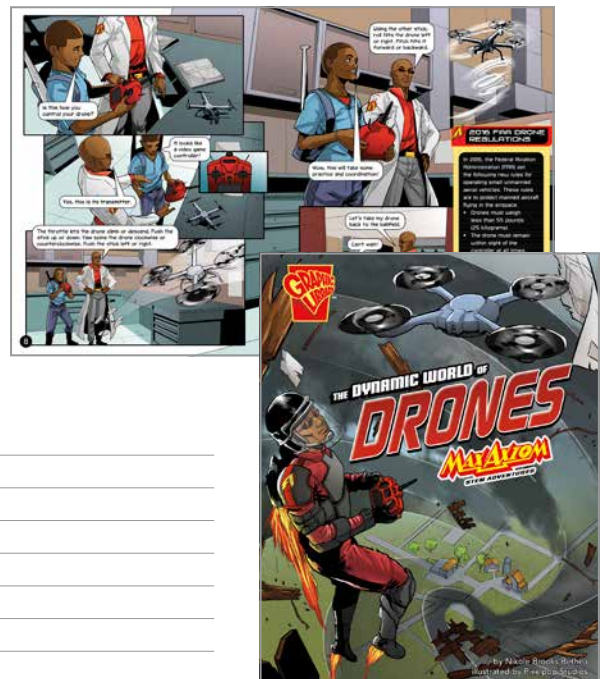 Is this how you
control your drone?
It looks like
a video game
controller!
Yes, this is its transmitter.
The throttle lets the drone climb or descend. Push the
stick up or down. Yaw spins the drone clockwise or
counterclockwise. Push the stick left or right.
8
Using the other stick,
roll tilts the drone left
or right. Pitch tilts it
forward or backward.
Wow, this will take some
practice and coordination!
Let's take my drone
back to the ballfield.
Can't wait!
2016 FAA DRONE
REGULATIONS
In 2016, the Federal Aviation
Administration (FAA) set
the following new rules for
operating small unmanned
aerial vehicles. These rules
are to protect manned aircraft
flying in the airspace.
• Drones must weigh
less than 55 pounds
(25 kilograms).
• The drone must remain
within sight of the
controller at all times.
GRAPHIC
LIBRARY
THE DYNAMIC WORLD OF
DRONES
MAX AXIOM
STEM ADVENTURES
by Nikole Brooks Bethea
illustrated by Pixelpop Studios